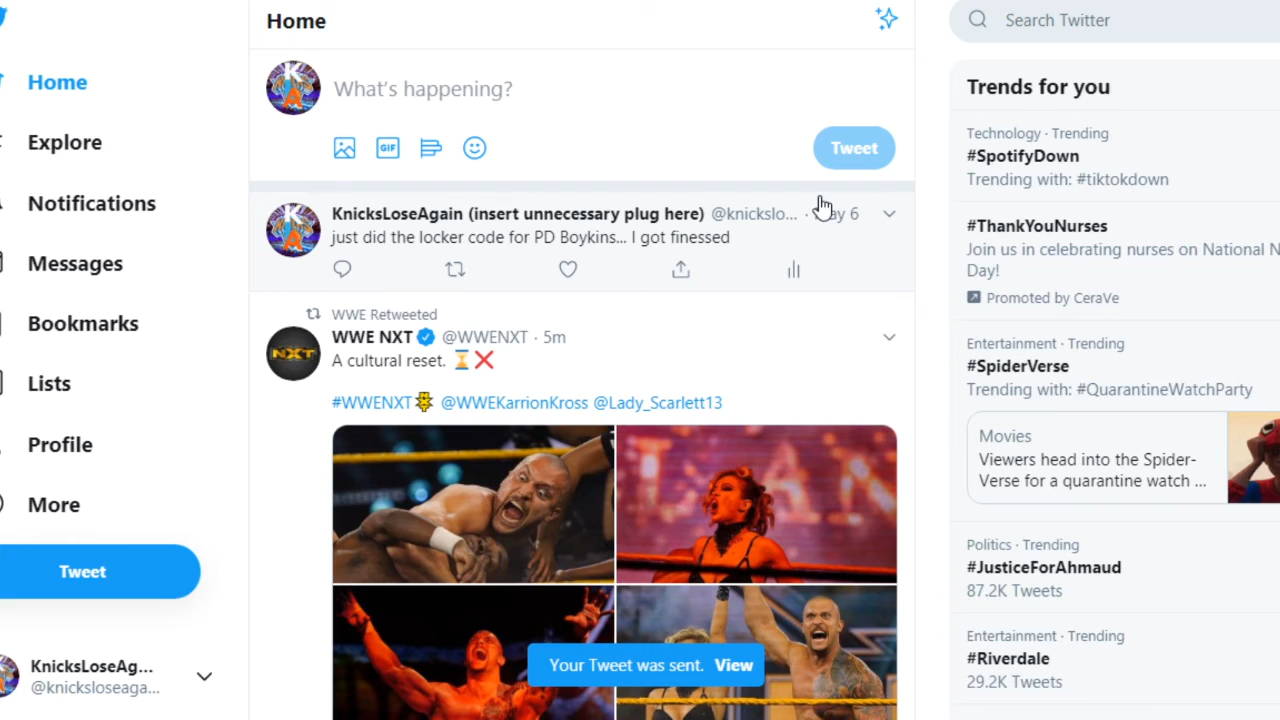 Home
Search Twitter
What's happening?
GIF
Tweet
Home
Explore
Notifications
Messages
Bookmarks
Lists
Profile
More
Tweet
KnicksLoseAg...
@knicksloseaga...
KnicksLoseAgain (insert unnecessary plug here) @knickslo... · May 6
just did the locker code for PD Boykins... I got finessed
WWE Retweeted
NXT
WWE NXT @WWENXT · 5m
A cultural reset. ⏳❌
#WWENXT @WWEKarrionKross @Lady_Scarlett13
Your Tweet was sent. View
Trends for you
Technology · Trending
#SpotifyDown
Trending with: #tiktokdown
#ThankYouNurses
Join us in celebrating nurses on National N
Day!
Promoted by CeraVe
Entertainment · Trending
#SpiderVerse
Trending with: #QuarantineWatchParty
Movies
Viewers head into the Spider-
Verse for a quarantine watch ...
Politics · Trending
#JusticeForAhmaud
87.2K Tweets
Entertainment · Trending
#Riverdale
29.2K Tweets